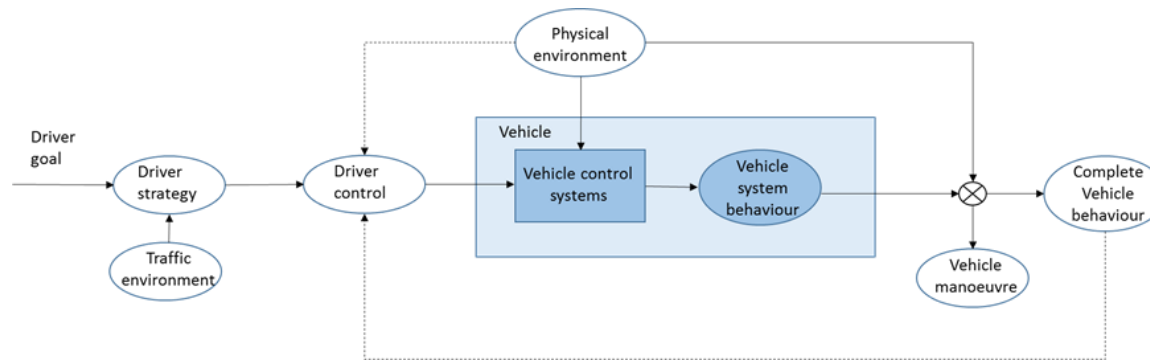 Physical
environment
Driver
goal
Vehicle
Driver
strategy
Driver
control
Vehicle control
systems
Vehicle
system
behaviour
Complete
Vehicle
behaviour
Traffic
environment
Vehicle
manoeuvre